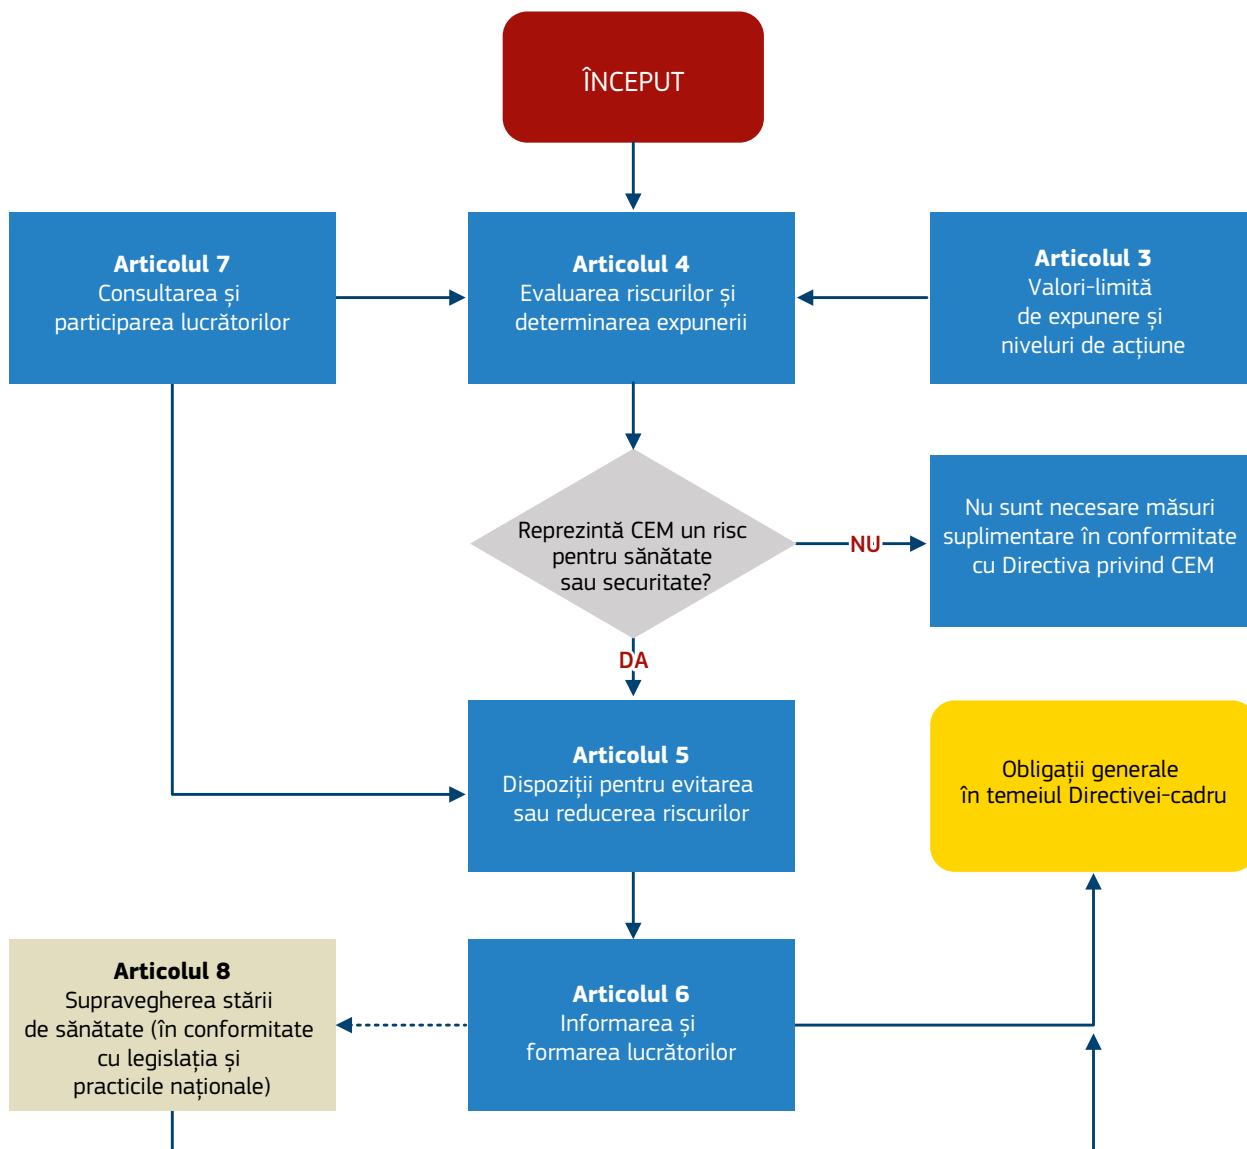 ÎNCEPUT
Articolul 7
Consultarea și
participarea lucrătorilor
Articolul 4
Evaluarea riscurilor și
determinarea expunerii
Articolul 3
Valori-limită
de expunere și
niveluri de acțiune
Reprezintă CEM un risc
pentru sănătate
sau securitate?
NU
Nu sunt necesare măsuri
suplimentare în conformitate
cu Directiva privind CEM
DA
Articolul 5
Dispoziții pentru evitarea
sau reducerea riscurilor
Obligații generale
în temeiul Directivei-cadru
Articolul 8
Supravegherea stării
de sănătate (în conformitate
cu legislația și
practicile naționale)
Articolul 6
Informarea și
formarea lucrătorilor